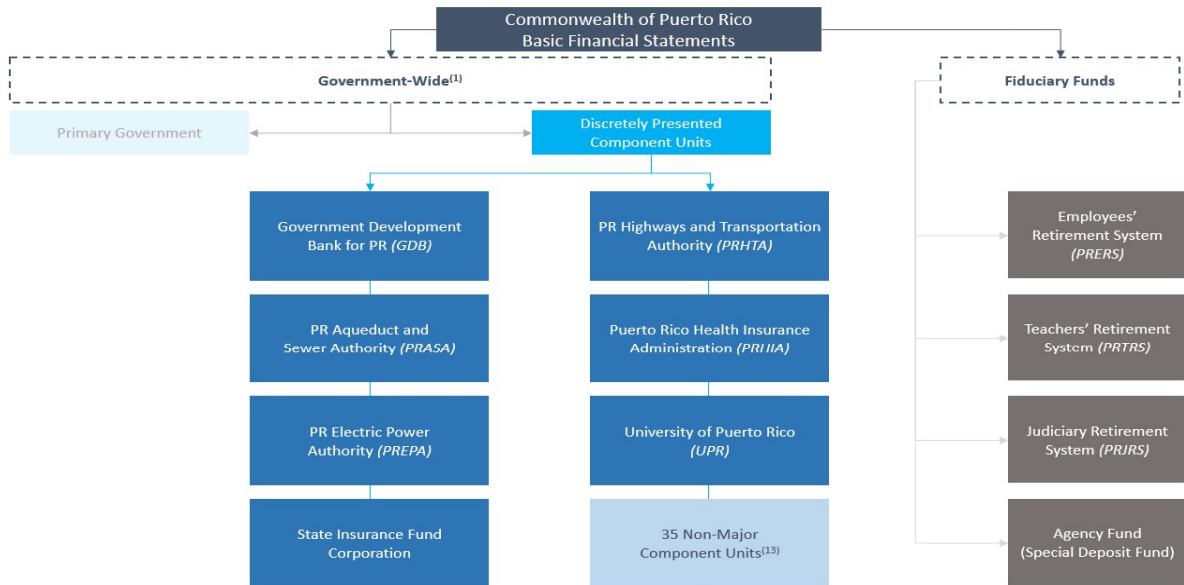 Commonwealth of Puerto Rico
Basic Financial Statements
Government-Wide(1)
Fiduciary Funds
Primary Government
Discretely Presented
Component Units
Government Development
Bank for PR (GDB)
PR Highways and Transportation
Authority (PRHTA)
Employees’
Retirement System
(PRERS)
PR Aqueduct and
Sewer Authority (PRASA)
Puerto Rico Health Insurance
Administration (PRHIA)
Teachers’ Retirement
System (PRTRS)
PR Electric Power
Authority (PREPA)
University of Puerto Rico
(UPR)
Judiciary Retirement
System (PRJRS)
State Insurance Fund
Corporation
35 Non-Major
Component Units(13)
Agency Fund
(Special Deposit Fund)